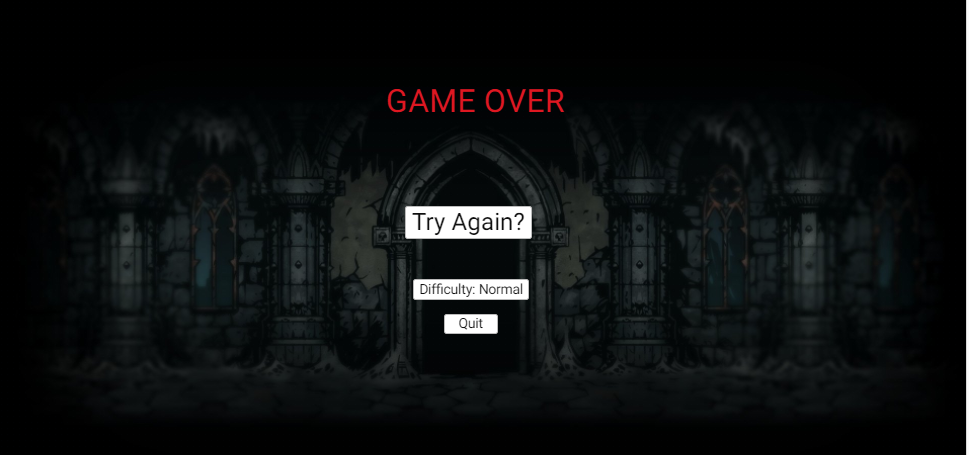 GAME OVER
Try Again?
Difficulty: Normal
Quit